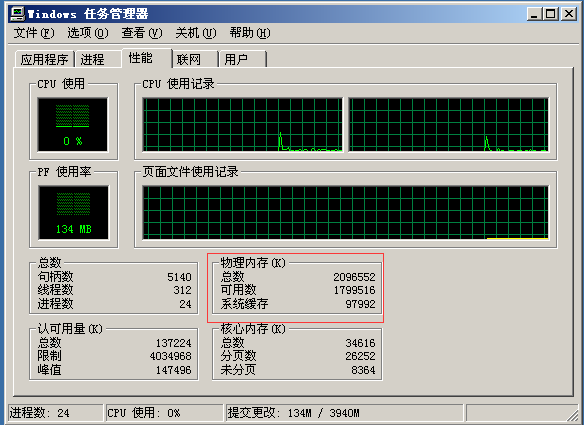 Windows 任务管理器
文件(F) 选项(O) 查看(V) 关机(U) 帮助(H)
应用程序 进程 性能 联网 用户
CPU 使用
0 %
CPU 使用记录
PF 使用率
134 MB
页面文件使用记录
总数
句柄数 5140
线程数 312
进程数 24
物理内存(K)
总数 2096552
可用数 1799516
系统缓存 97992
认可用量(K)
总数 137224
限制 4034968
峰值 147496
核心内存(K)
总数 34616
分页数 26252
未分页 8364
进程数: 24 CPU 使用: 0% 提交更改: 134M / 3940M